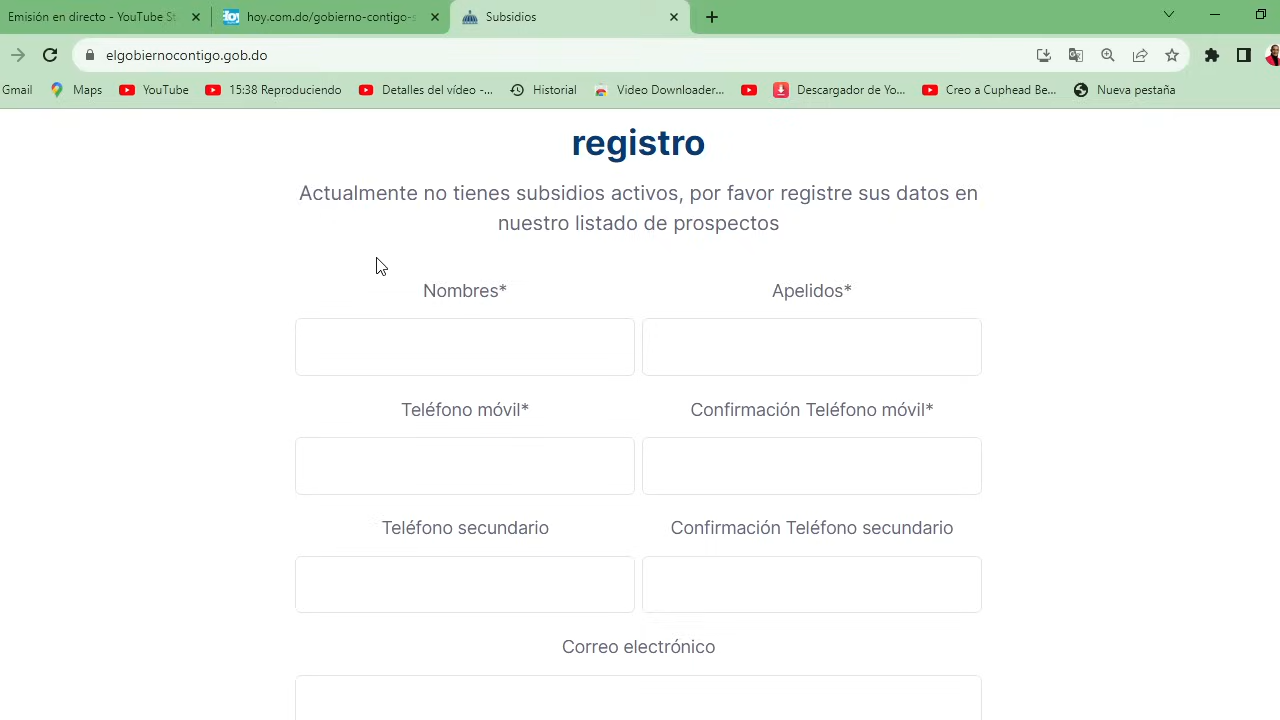 Emisión en directo - YouTube St
hoy.com.do/gobierno-contigo-s
Subsidios
elgobiernocontigo.gob.do
Gmail
Maps
YouTube
15:38 Reproduciendo
Detalles del vídeo -...
Historial
Video Downloader...
Descargador de Yo...
Creo a Cuphead Be...
Nueva pestaña
registro
Actualmente no tienes subsidios activos, por favor registre sus datos en
nuestro listado de prospectos
Nombres*
Apelidos*
Teléfono móvil*
Confirmación Teléfono móvil*
Teléfono secundario
Confirmación Teléfono secundario
Correo electrónico